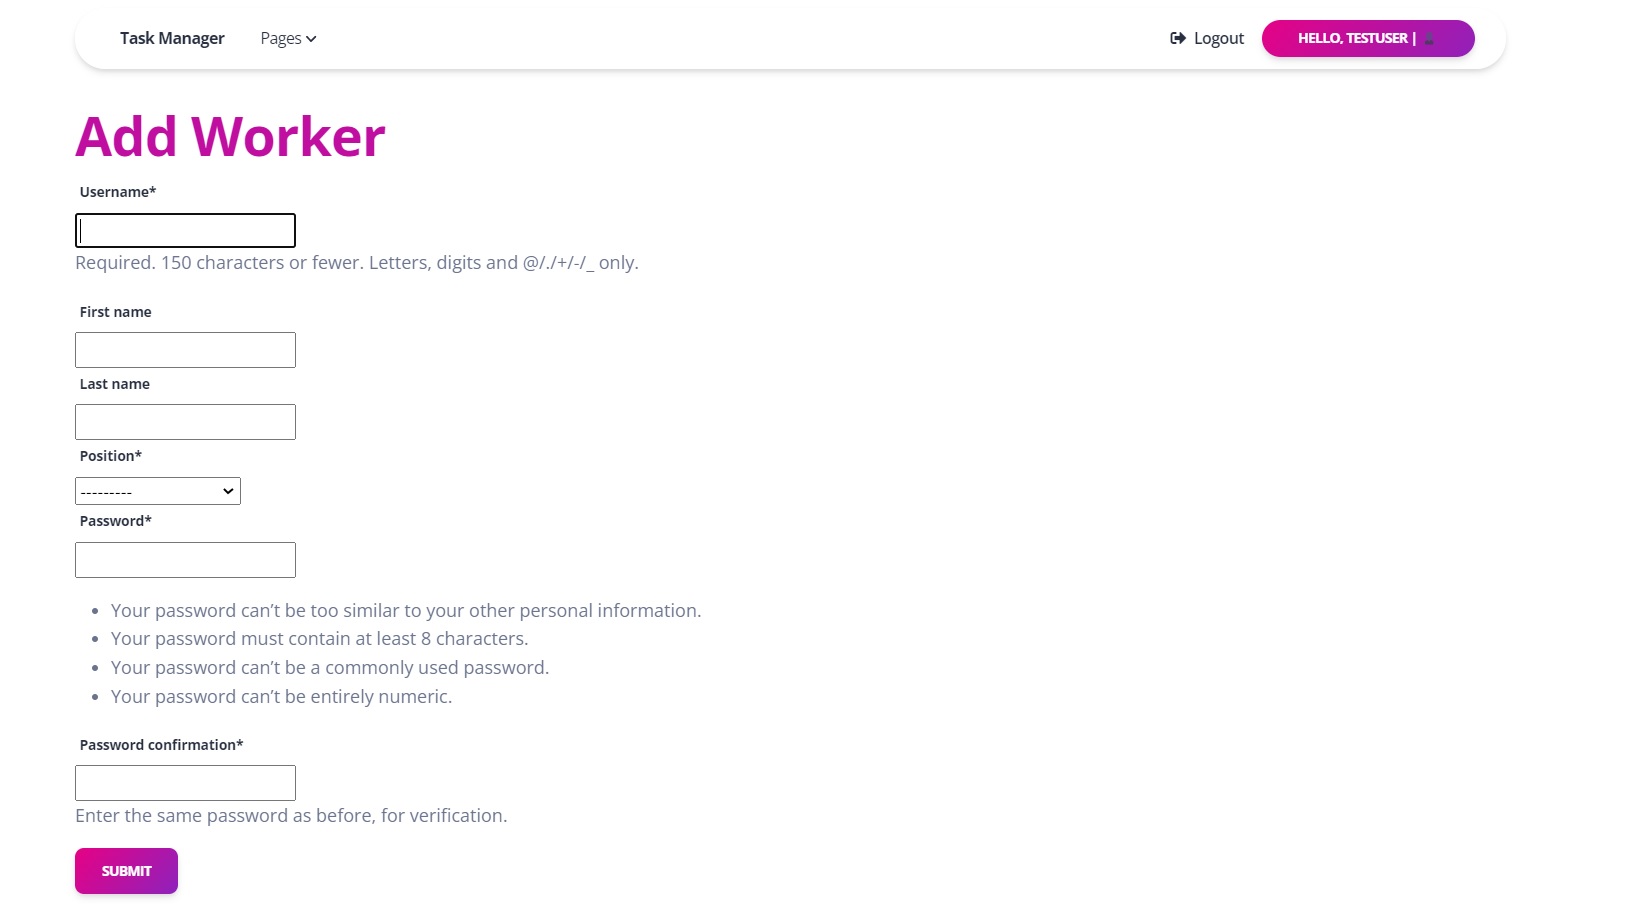 Task Manager Pages Logout HELLO, TESTUSER |
Add Worker
Username*
Required. 150 characters or fewer. Letters, digits and @/./+/-/_ only.
First name
Last name
Position*
---------
Password*
Your password can’t be too similar to your other personal information.
Your password must contain at least 8 characters.
Your password can’t be a commonly used password.
Your password can’t be entirely numeric.
Password confirmation*
Enter the same password as before, for verification.
SUBMIT